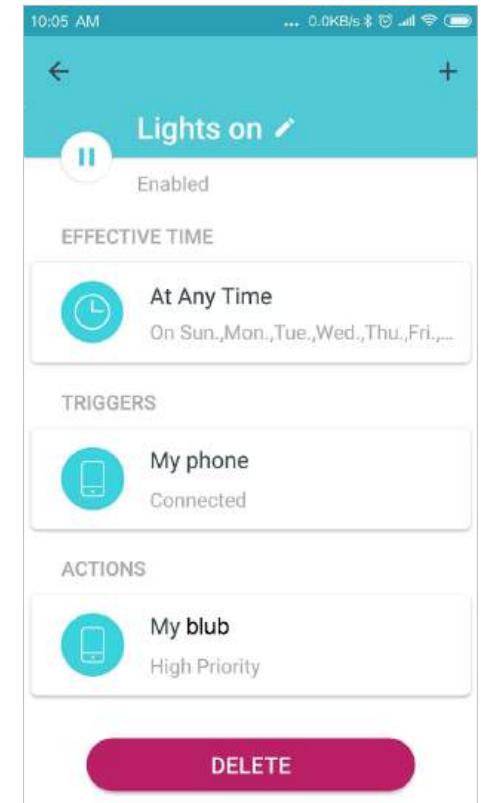 10:05 AM ... 0.0KB/s
Lights on
Enabled
EFFECTIVE TIME
At Any Time
On Sun.,Mon.,Tue.,Wed.,Thu.,Fri.,...
TRIGGERS
My phone
Connected
ACTIONS
My blub
High Priority
DELETE